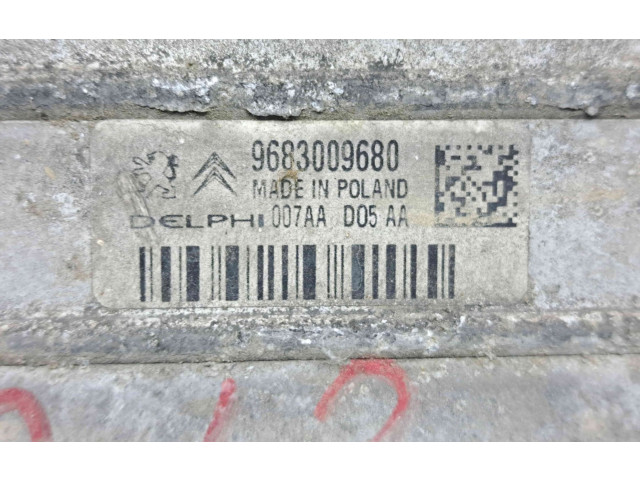 9683009680
MADE IN POLAND
DELPHI 007AA D05 AA